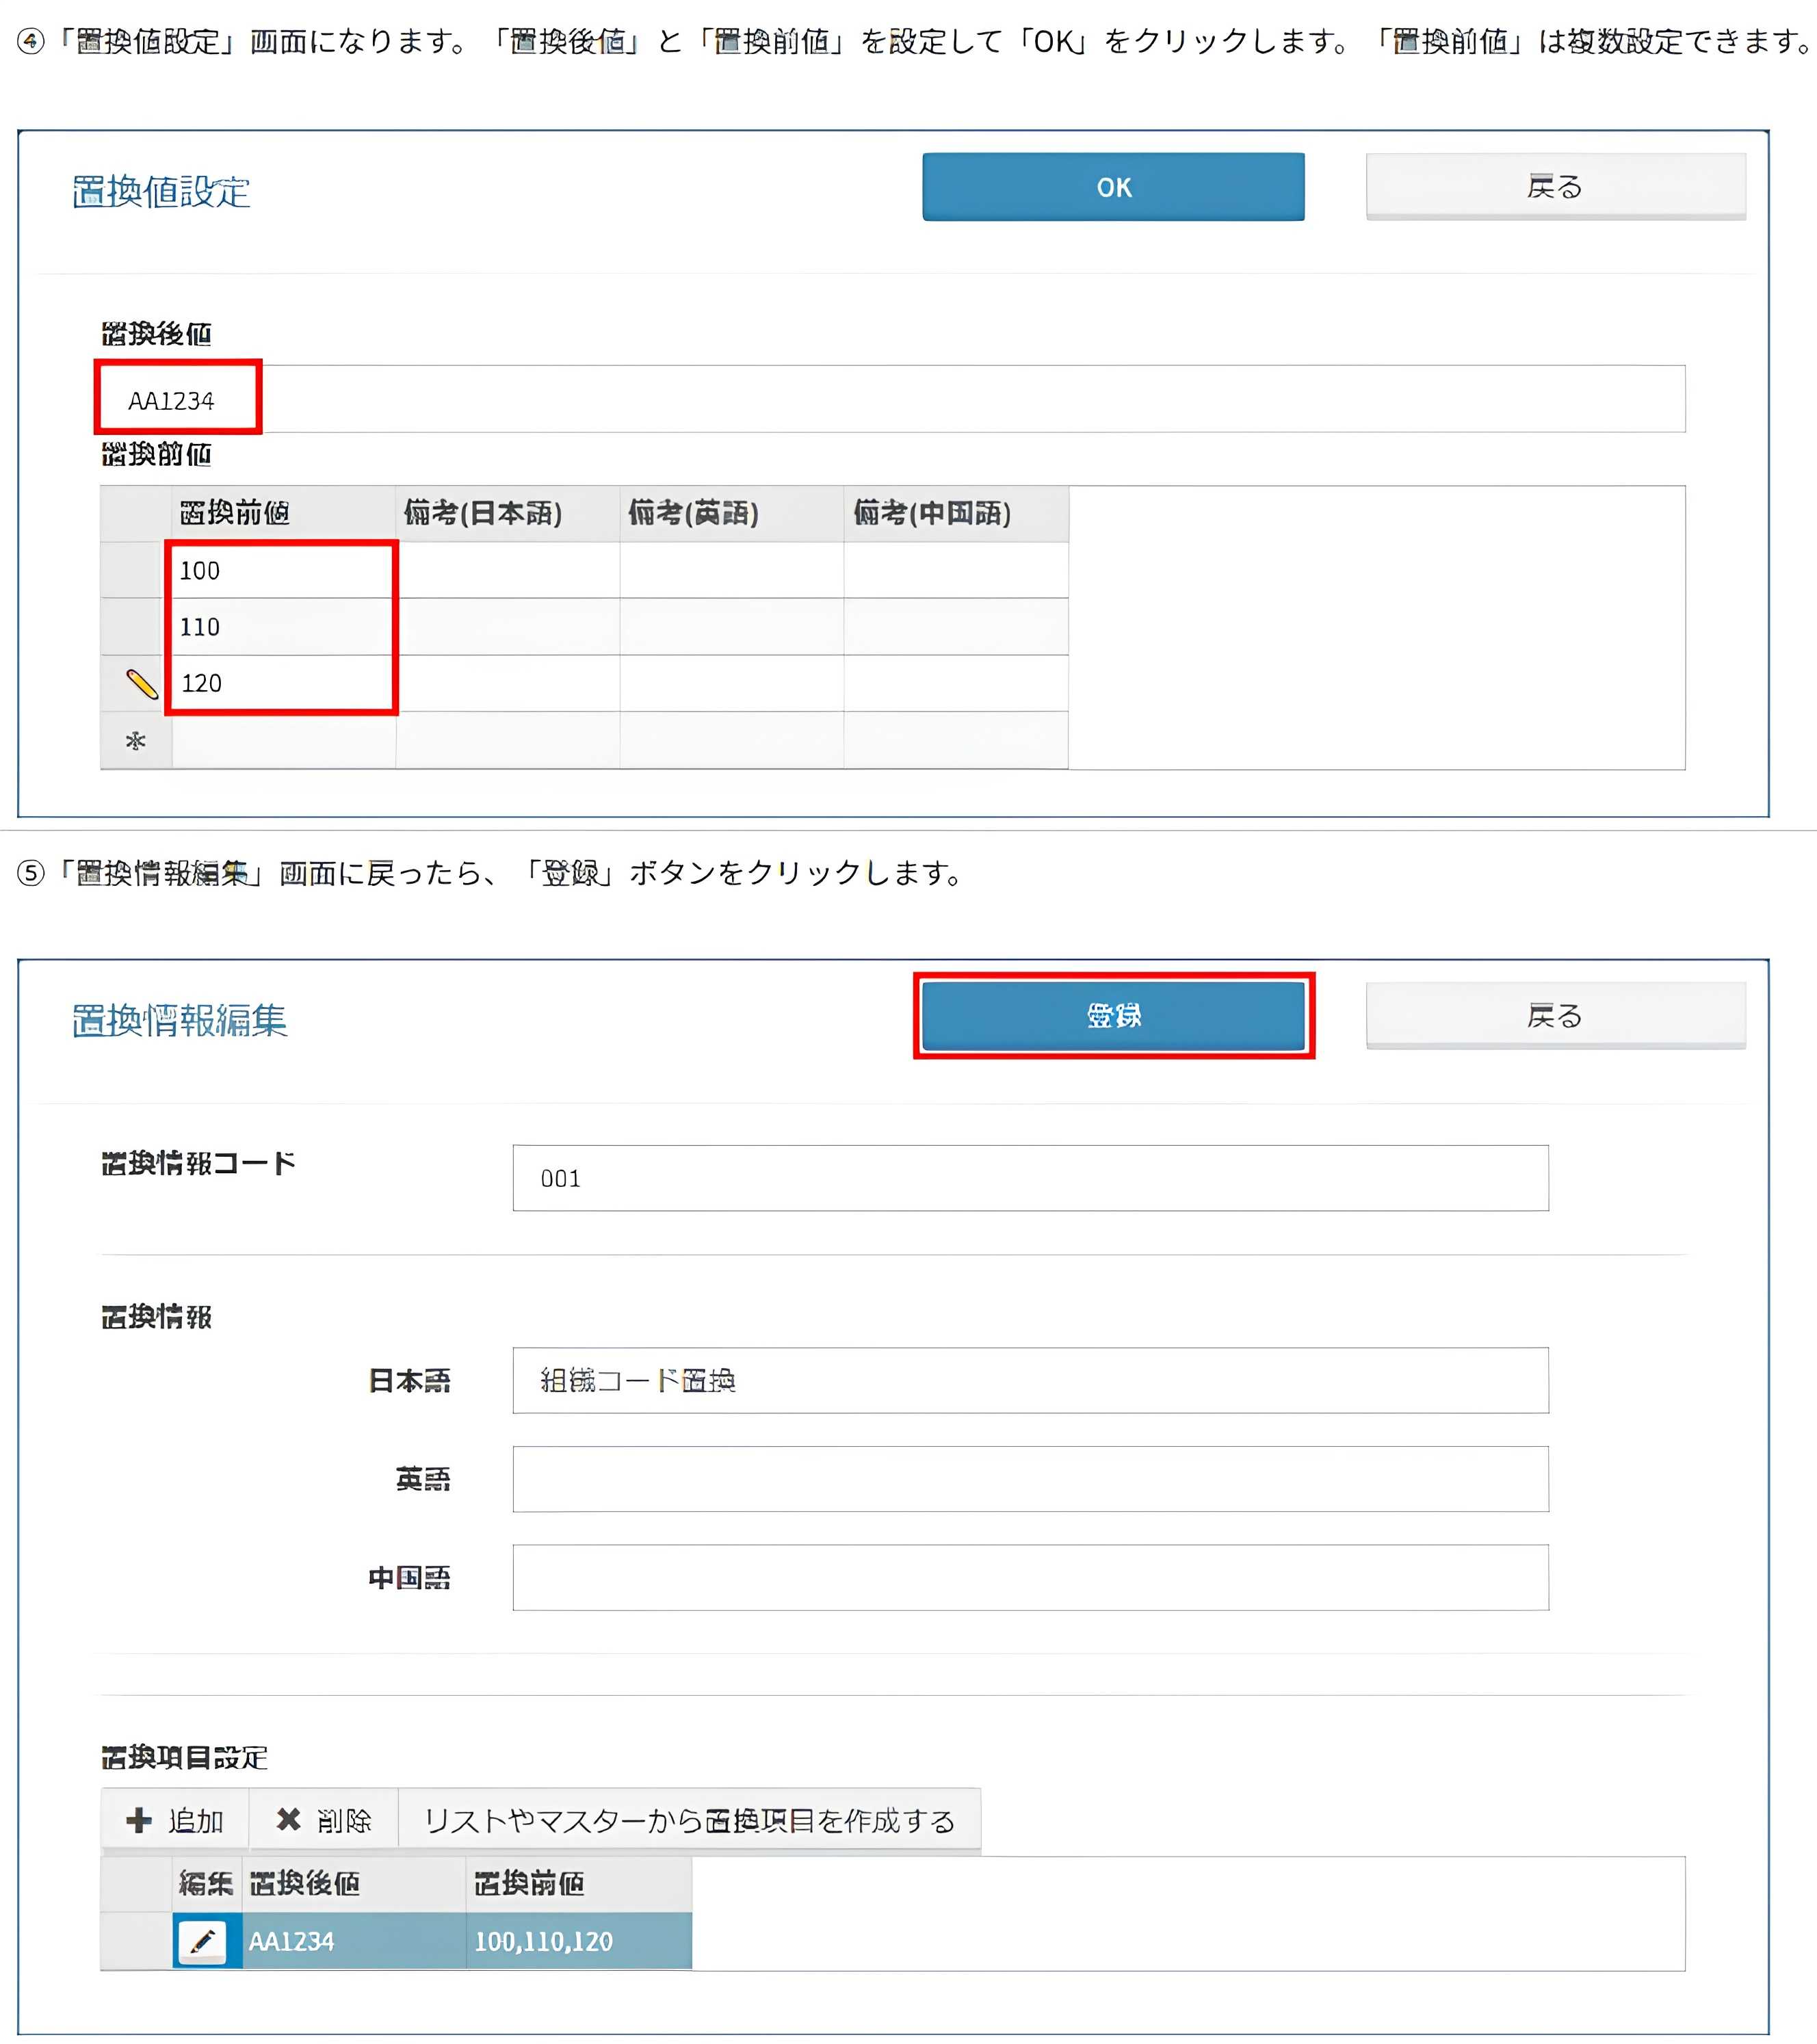 ④「置換値設定」画面になります。「置換後値」と「置換前値」を設定して「OK」をクリックします。「置換前値」は複数設定できます。
置換値設定
OK
戻る
置換後値
AA1234
置換前値
置換前値 備考(日本語) 備考(英語) 備考(中国語)
100
110
120
*
⑤「置換情報編集」画面に戻ったら、「登録」ボタンをクリックします。
置換情報編集
登録
戻る
置換情報コード
001
置換情報
日本語
組織コード置換
英語
中国語
置換項目設定
追加
削除
リストやマスターから置換項目を作成する
編集 置換後値 置換前値
AA1234 100,110,120